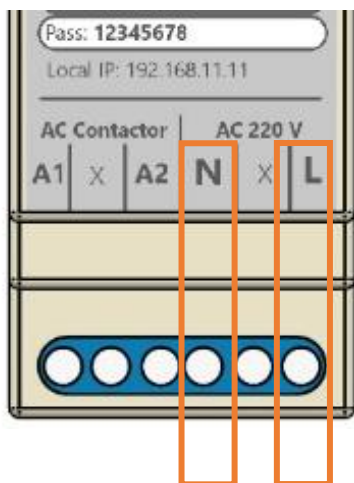 Pass: 12345678
Local IP: 192.168.11.11
AC Contactor | AC 220 V
A1 X A2 N X L